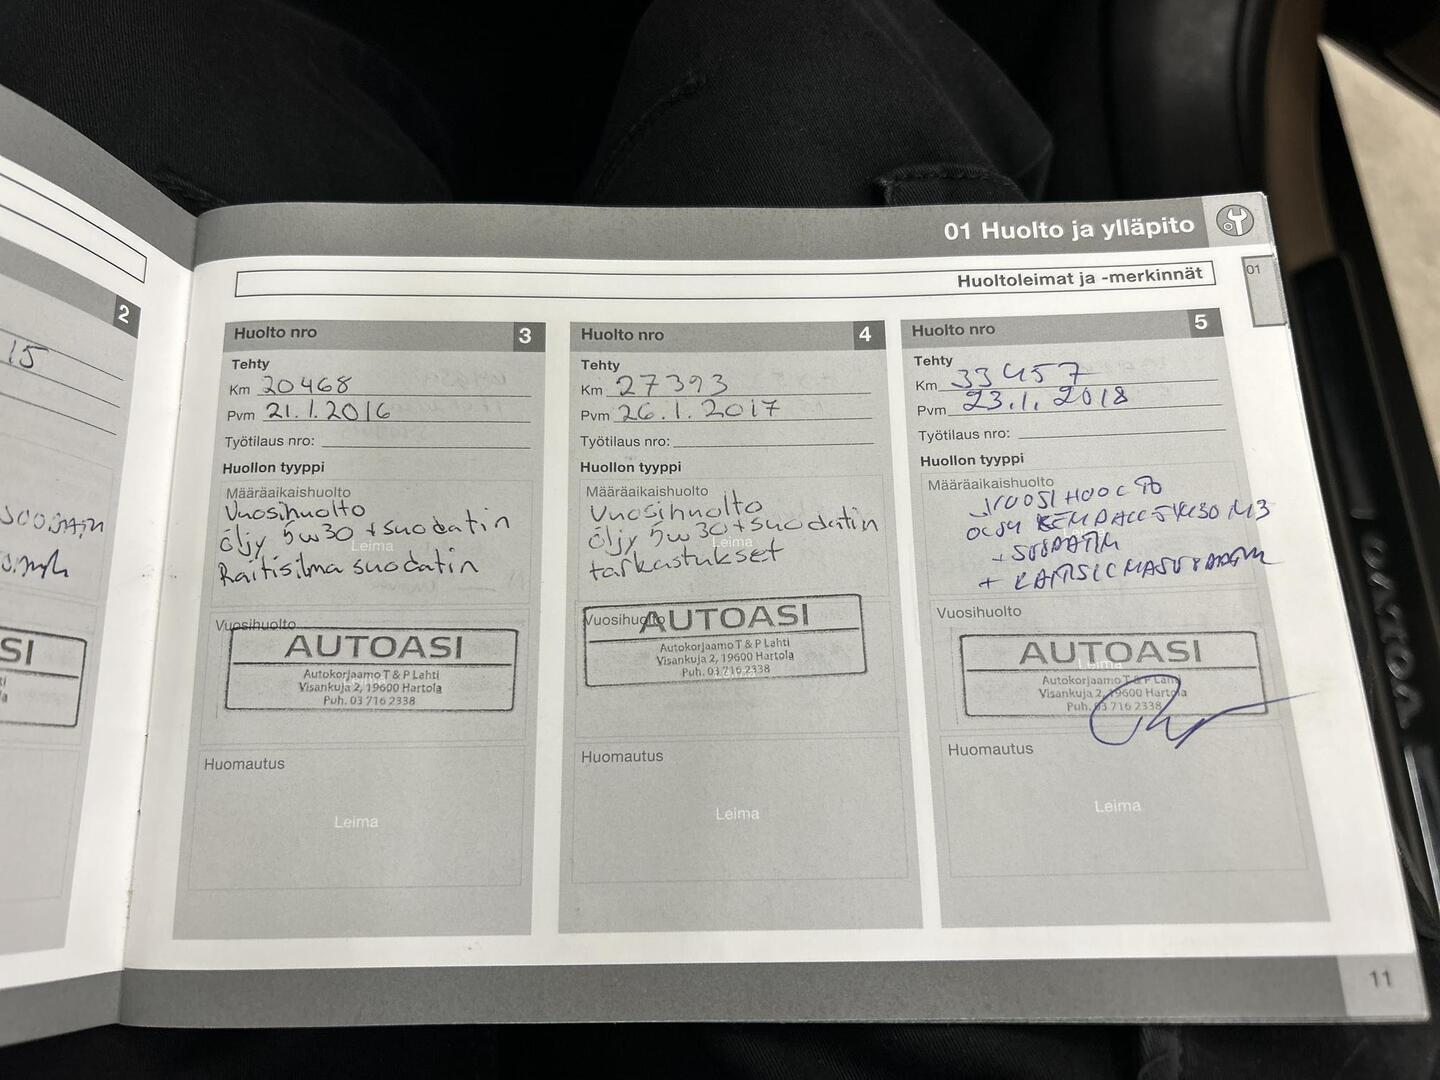 2
15
SI
01 Huolto ja ylläpito
Huoltoleimat ja -merkinnät
01
Huolto nro 3
Tehty
Km 20468
Pvm 21.1.2016
Työtilaus nro:
Huollon tyyppi
Määräaikaishuolto
Vuosihuolto
öljy 5w30 +suodatin
Leima
Raitisilma suodatin
Vuosihuolto
AUTOASI
Autokorjaamo T & P Lahti
Visankuja 2, 19600 Hartola
Puh. 03 716 2338
Huomautus
Leima
Huolto nro 4
Tehty
Km 27393
Pvm 26.1.2017
Työtilaus nro:
Huollon tyyppi
Määräaikaishuolto
Vuosihuolto
öljy 5w30+suodatin
Leima
tarkastukset
Vuosihuolto
AUTOASI
Autokorjaamo T & P Lahti
Visankuja 2, 19600 Hartola
Puh. 03 716 2338
Huomautus
Leima
Huolto nro 5
Tehty
Km 33457
Pvm 23.1.2018
Työtilaus nro:
Huollon tyyppi
Määräaikaishuolto
VUOSIHUOLTO
ÖLJY KENDALL 5W30
+SUODATIN
+ RAITISILMASUODATIN
Vuosihuolto
AUTOASI
Leima
Autokorjaamo T & P Lahti
Visankuja 2, 19600 Hartola
Puh. 03 716 2338
Huomautus
Leima
11